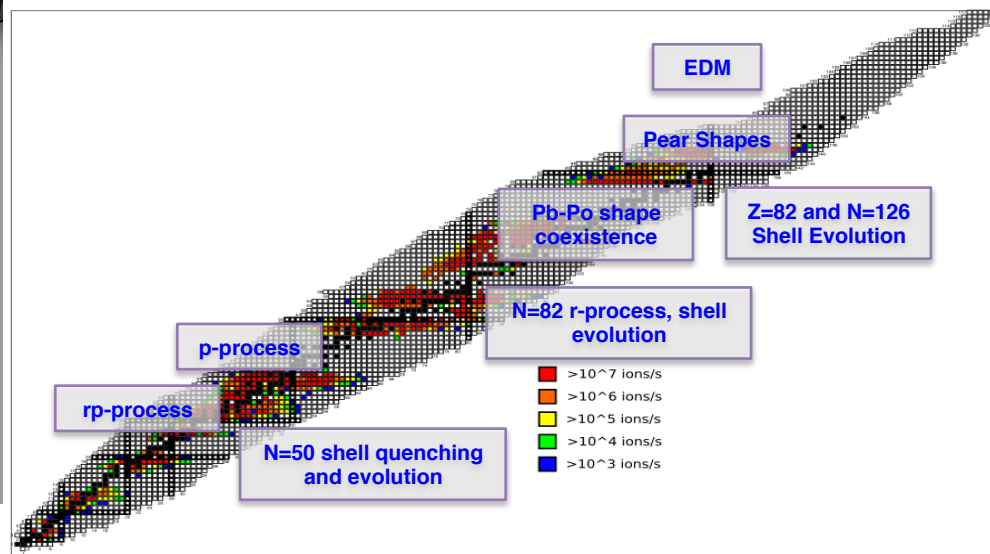 EDM
Pear Shapes
Pb-Po shape
coexistence
Z=82 and N=126
Shell Evolution
N=82 r-process, shell
evolution
p-process
rp-process
N=50 shell quenching
and evolution
>10^7 ions/s
>10^6 ions/s
>10^5 ions/s
>10^4 ions/s
>10^3 ions/s